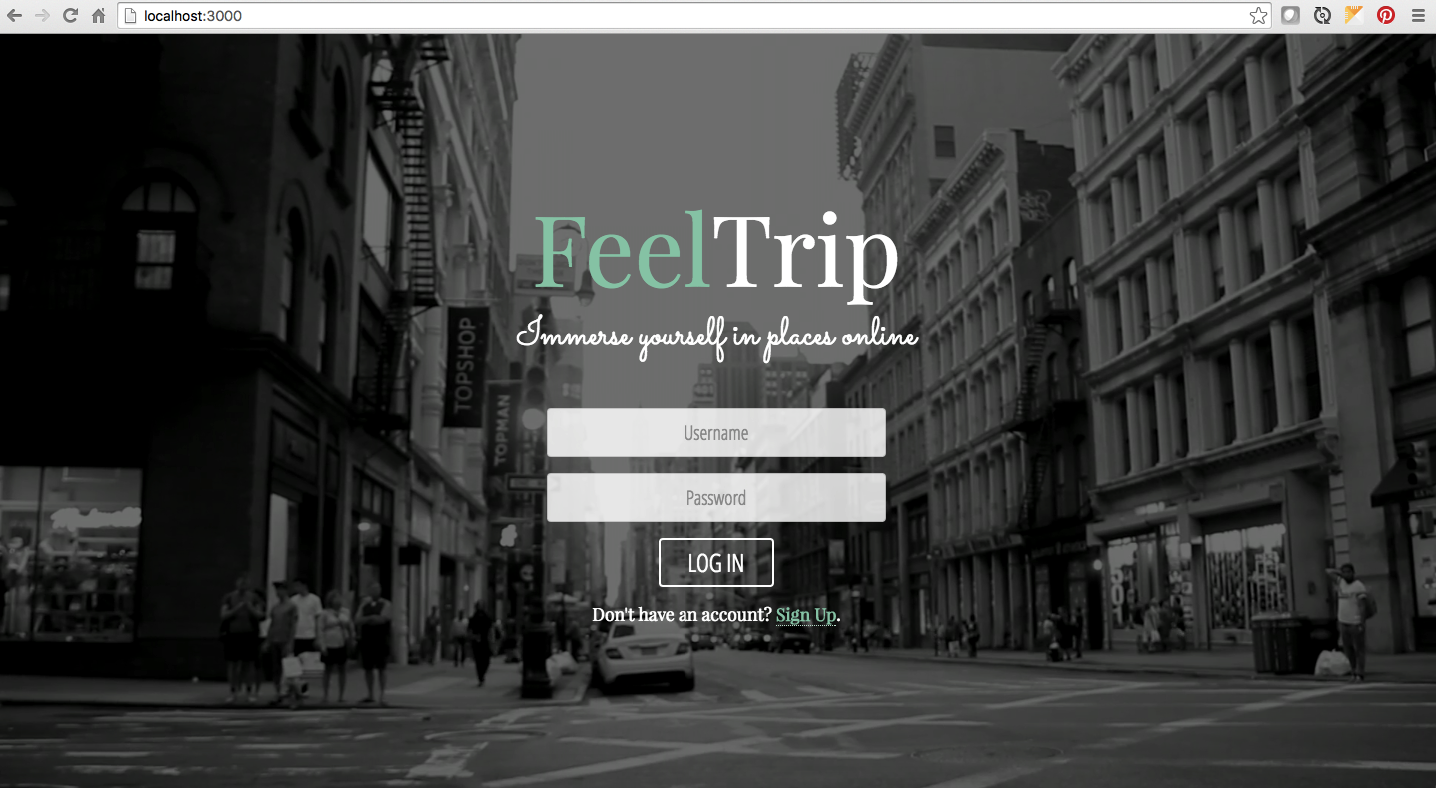 localhost:3000
FeelTrip
Immerse yourself in places online
TOPSHOP
TOPMAN
Username
Password
LOG IN
Don't have an account? Sign Up.